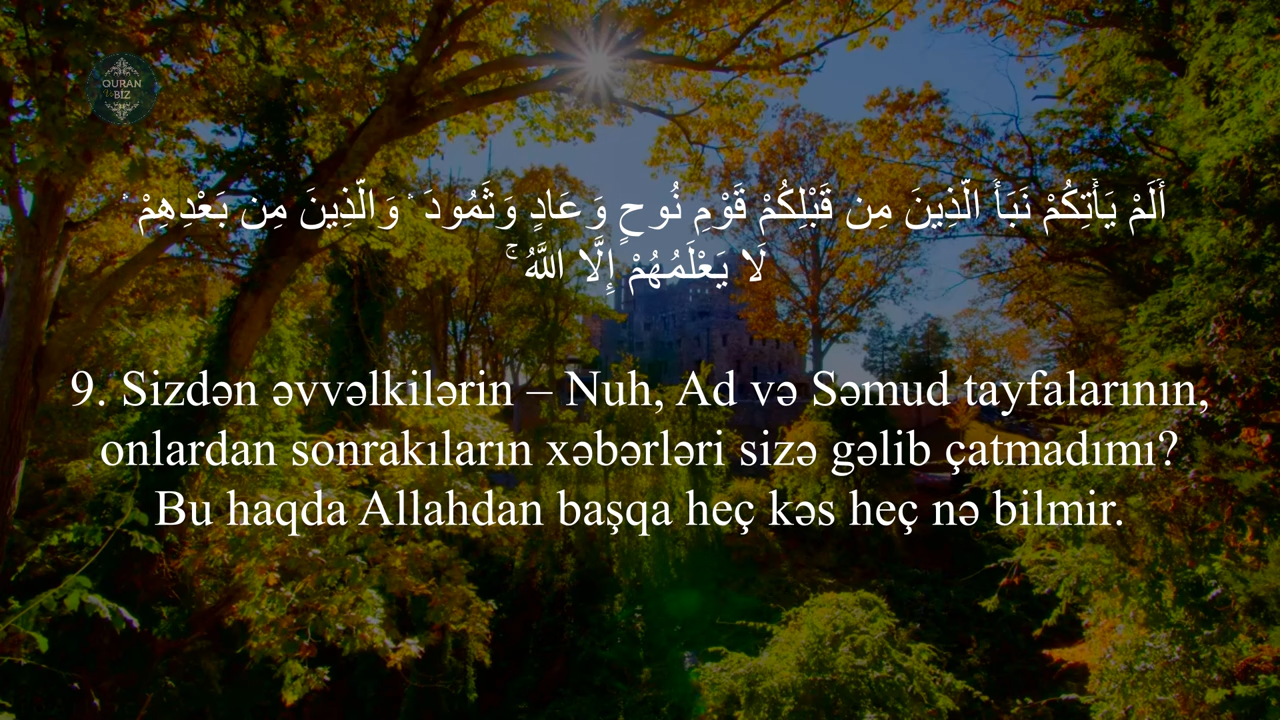 QURAN
BIZ
أَلَمْ يَأْتِكُمْ نَبَأُ الَّذِينَ مِن قَبْلِكُمْ قَوْمِ نُوحٍ وَعَادٍ وَثَمُودَ ۛ وَالَّذِينَ مِن بَعْدِهِمْ ۛ
لَا يَعْلَمُهُمْ إِلَّا اللَّهُ ۚ
9. Sizdən əvvəlkilərin – Nuh, Ad və Səmud tayfalarının,
onlardan sonrakıların xəbərləri sizə gəlib çatmadımı?
Bu haqda Allahdan başqa heç kəs heç nə bilmir.